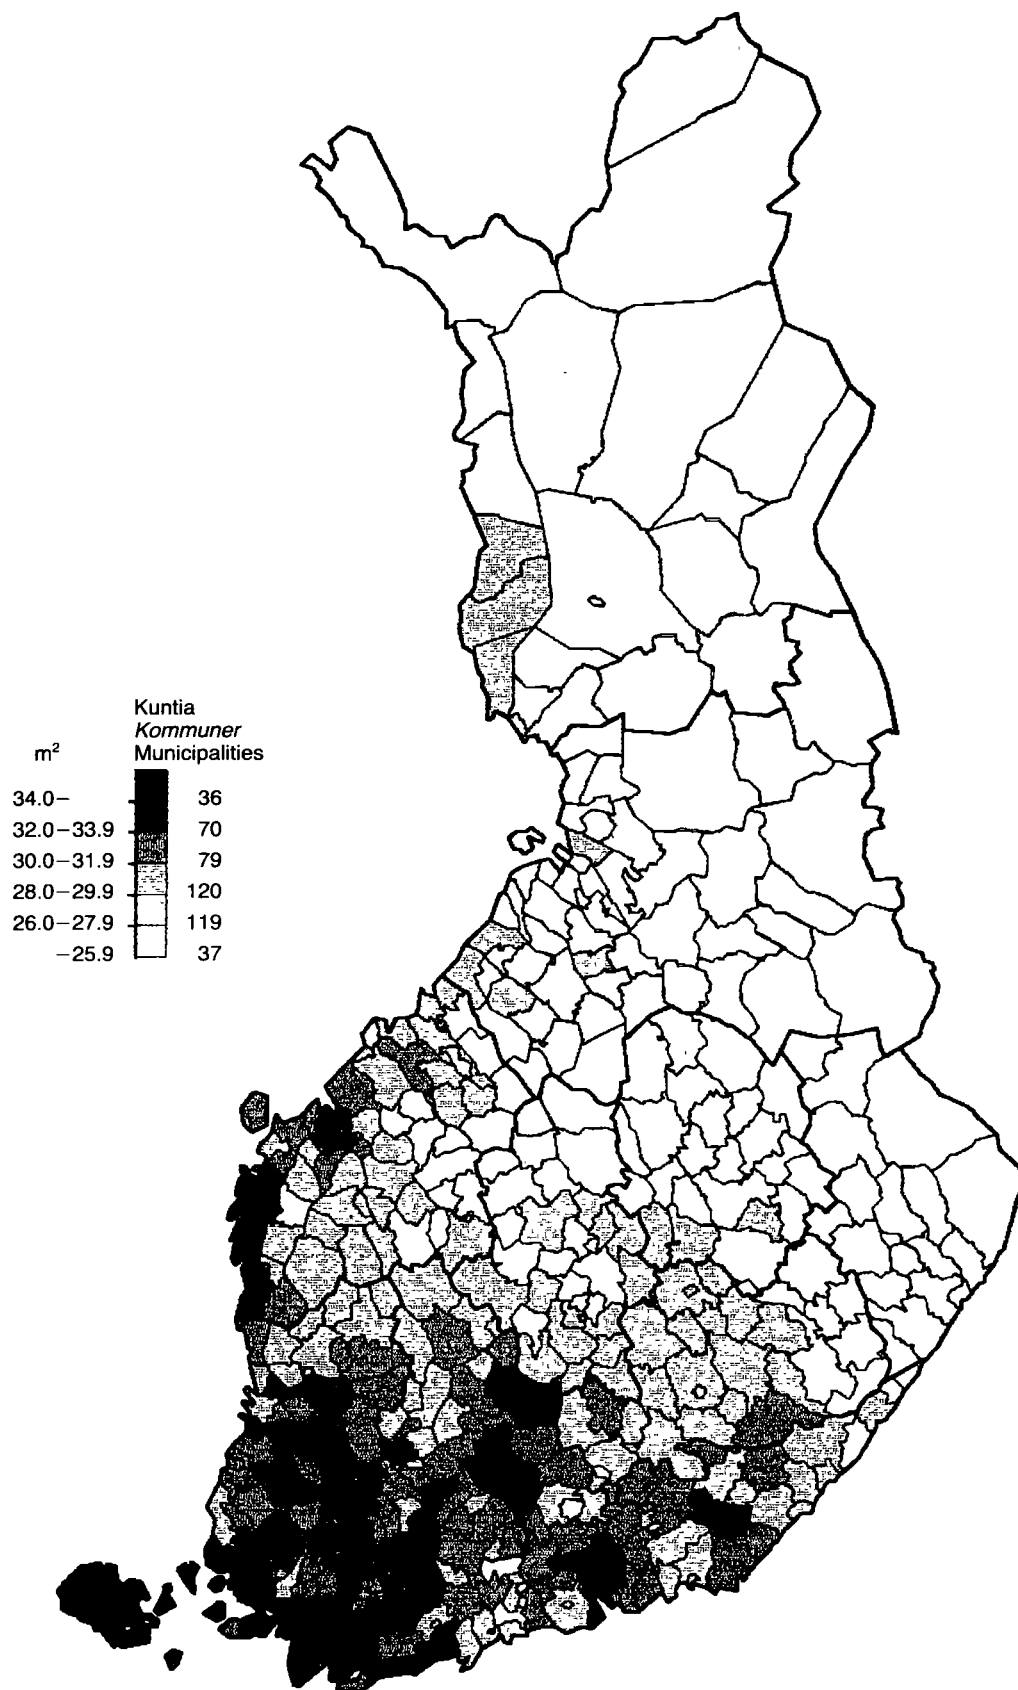 Kuntia
Kommuner
m² Municipalities
34.0– 36
32.0–33.9 70
30.0–31.9 79
28.0–29.9 120
26.0–27.9 119
–25.9 37